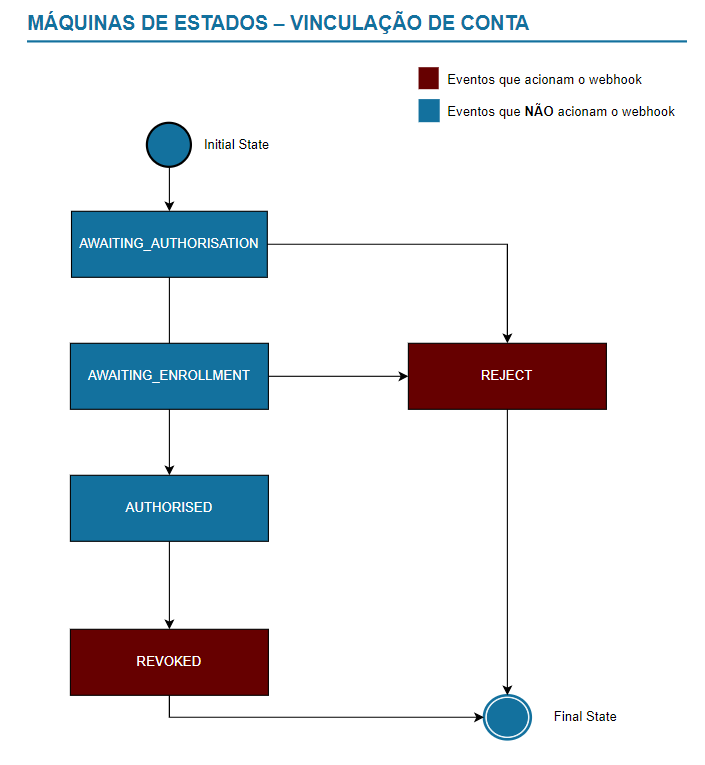 MÁQUINAS DE ESTADOS – VINCULAÇÃO DE CONTA
Eventos que acionam o webhook
Eventos que NÃO acionam o webhook
Initial State
AWAITING_AUTHORISATION
AWAITING_ENROLLMENT
REJECT
AUTHORISED
REVOKED
Final State